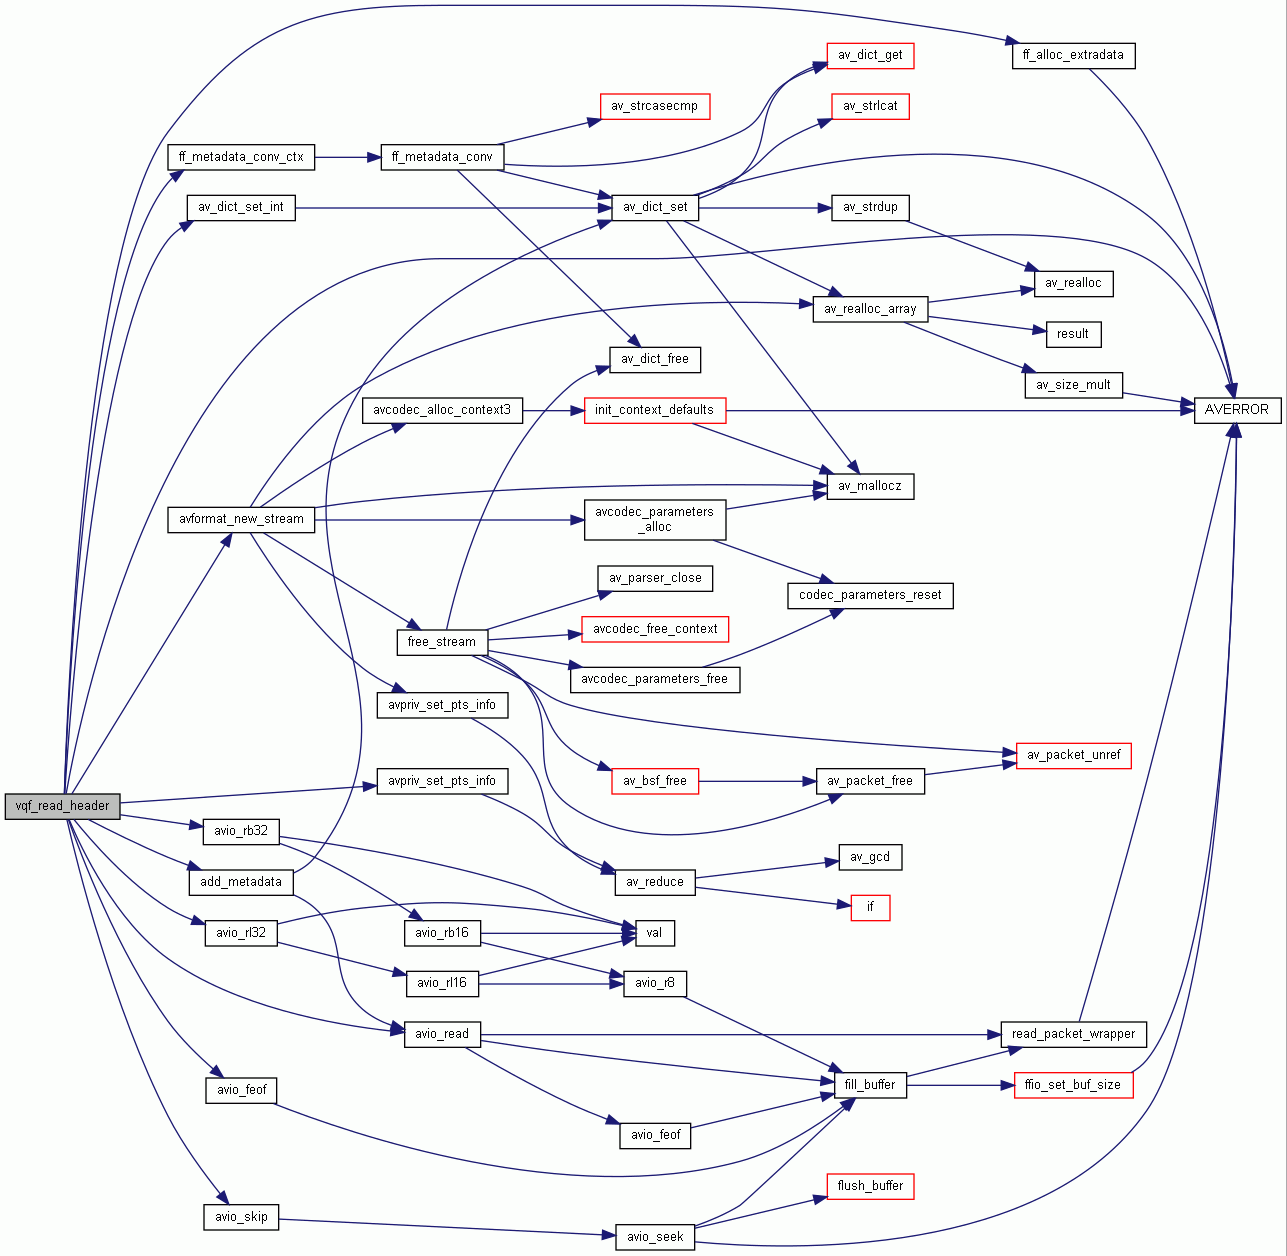 ff_alloc_extradata
av_dict_get
av_strcasecmp
av_strlcat
ff_metadata_conv_ctx
ff_metadata_conv
av_dict_set_int
av_dict_set
av_strdup
av_realloc
av_realloc_array
result
av_dict_free
av_size_mult
avcodec_alloc_context3
init_context_defaults
AVERROR
av_mallocz
avformat_new_stream
avcodec_parameters
_alloc
av_parser_close
codec_parameters_reset
free_stream
avcodec_free_context
avcodec_parameters_free
avpriv_set_pts_info
av_packet_unref
avpriv_set_pts_info
av_bsf_free
av_packet_free
vqf_read_header
avio_rb32
av_gcd
add_metadata
av_reduce
if
avio_rl32
avio_rb16
val
avio_rl16
avio_r8
avio_read
read_packet_wrapper
avio_feof
fill_buffer
ffio_set_buf_size
avio_feof
flush_buffer
avio_skip
avio_seek